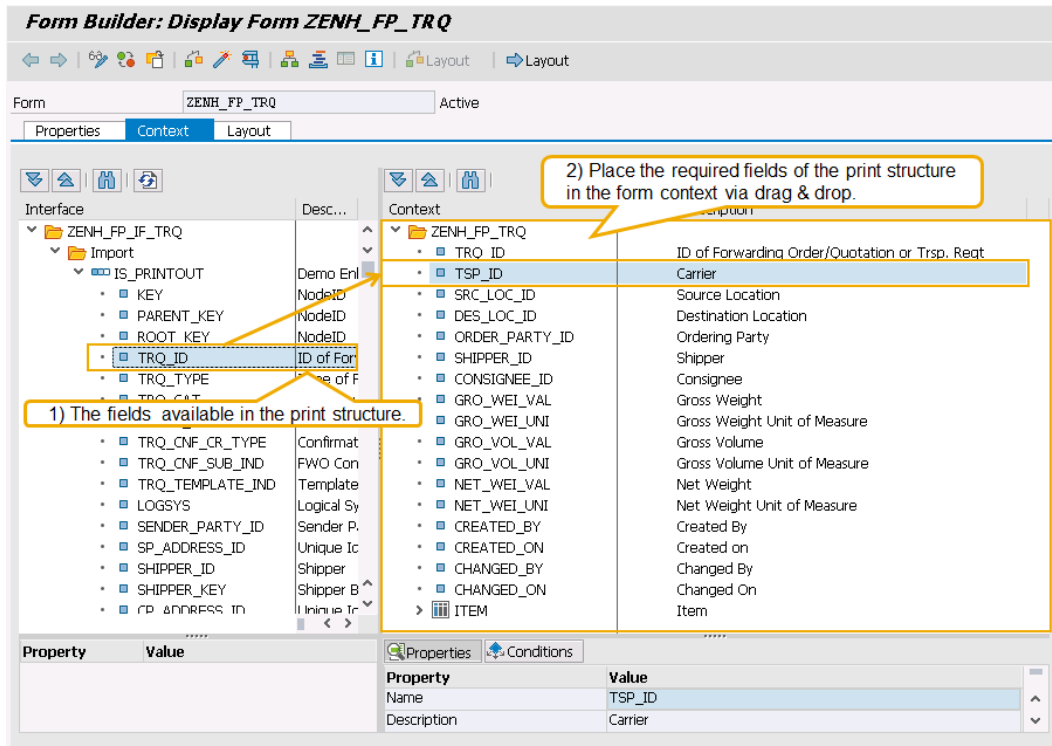 Form Builder: Display Form ZENH_FP_TRQ
Layout
Layout
Form ZENH_FP_TRQ Active
Properties Context Layout
2) Place the required fields of the print structure
in the form context via drag & drop.
Interface Desc...
ZENH_FP_IF_TRQ
Import
IS_PRINTOUT Demo Enl
KEY NodeID
PARENT_KEY NodeID
ROOT_KEY NodeID
TRQ_ID ID of For
TRQ_TYPE
1) The fields available in the print structure.
TRQ_CNF_CR_TYPE Confirmat
TRQ_CNF_SUB_IND FWO Con
TRQ_TEMPLATE_IND Template
LOGSYS Logical Sy
SENDER_PARTY_ID Sender Pa
SP_ADDRESS_ID Unique Ic
SHIPPER_ID Shipper
SHIPPER_KEY Shipper B
CP_ADDRESS_ID Unique Ic
Context Description
ZENH_FP_TRQ
TRQ_ID ID of Forwarding Order/Quotation or Trsp. Reqt
TSP_ID Carrier
SRC_LOC_ID Source Location
DES_LOC_ID Destination Location
ORDER_PARTY_ID Ordering Party
SHIPPER_ID Shipper
CONSIGNEE_ID Consignee
GRO_WEI_VAL Gross Weight
GRO_WEI_UNI Gross Weight Unit of Measure
GRO_VOL_VAL Gross Volume
GRO_VOL_UNI Gross Volume Unit of Measure
NET_WEI_VAL Net Weight
NET_WEI_UNI Net Weight Unit of Measure
CREATED_BY Created By
CREATED_ON Created on
CHANGED_BY Changed By
CHANGED_ON Changed On
ITEM Item
Property Value
Properties Conditions
Property Value
Name TSP_ID
Description Carrier